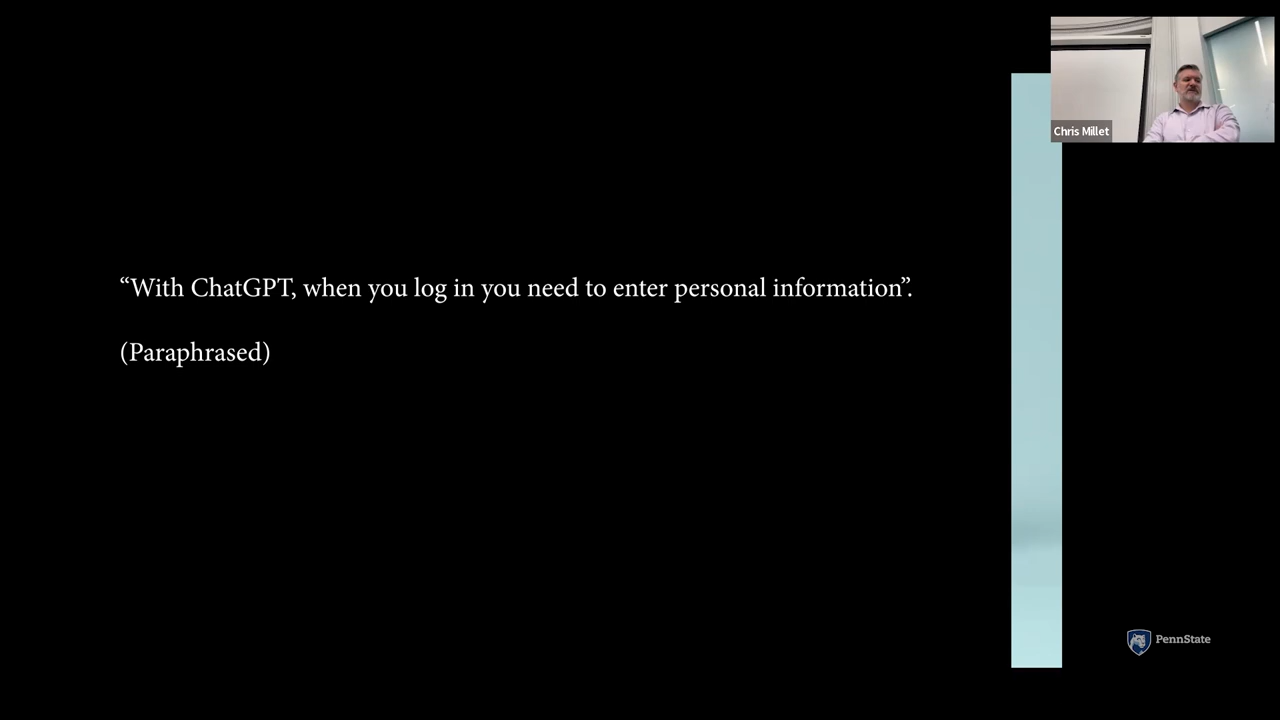 Chris Millet
“With ChatGPT, when you log in you need to enter personal information”.
(Paraphrased)
PennState